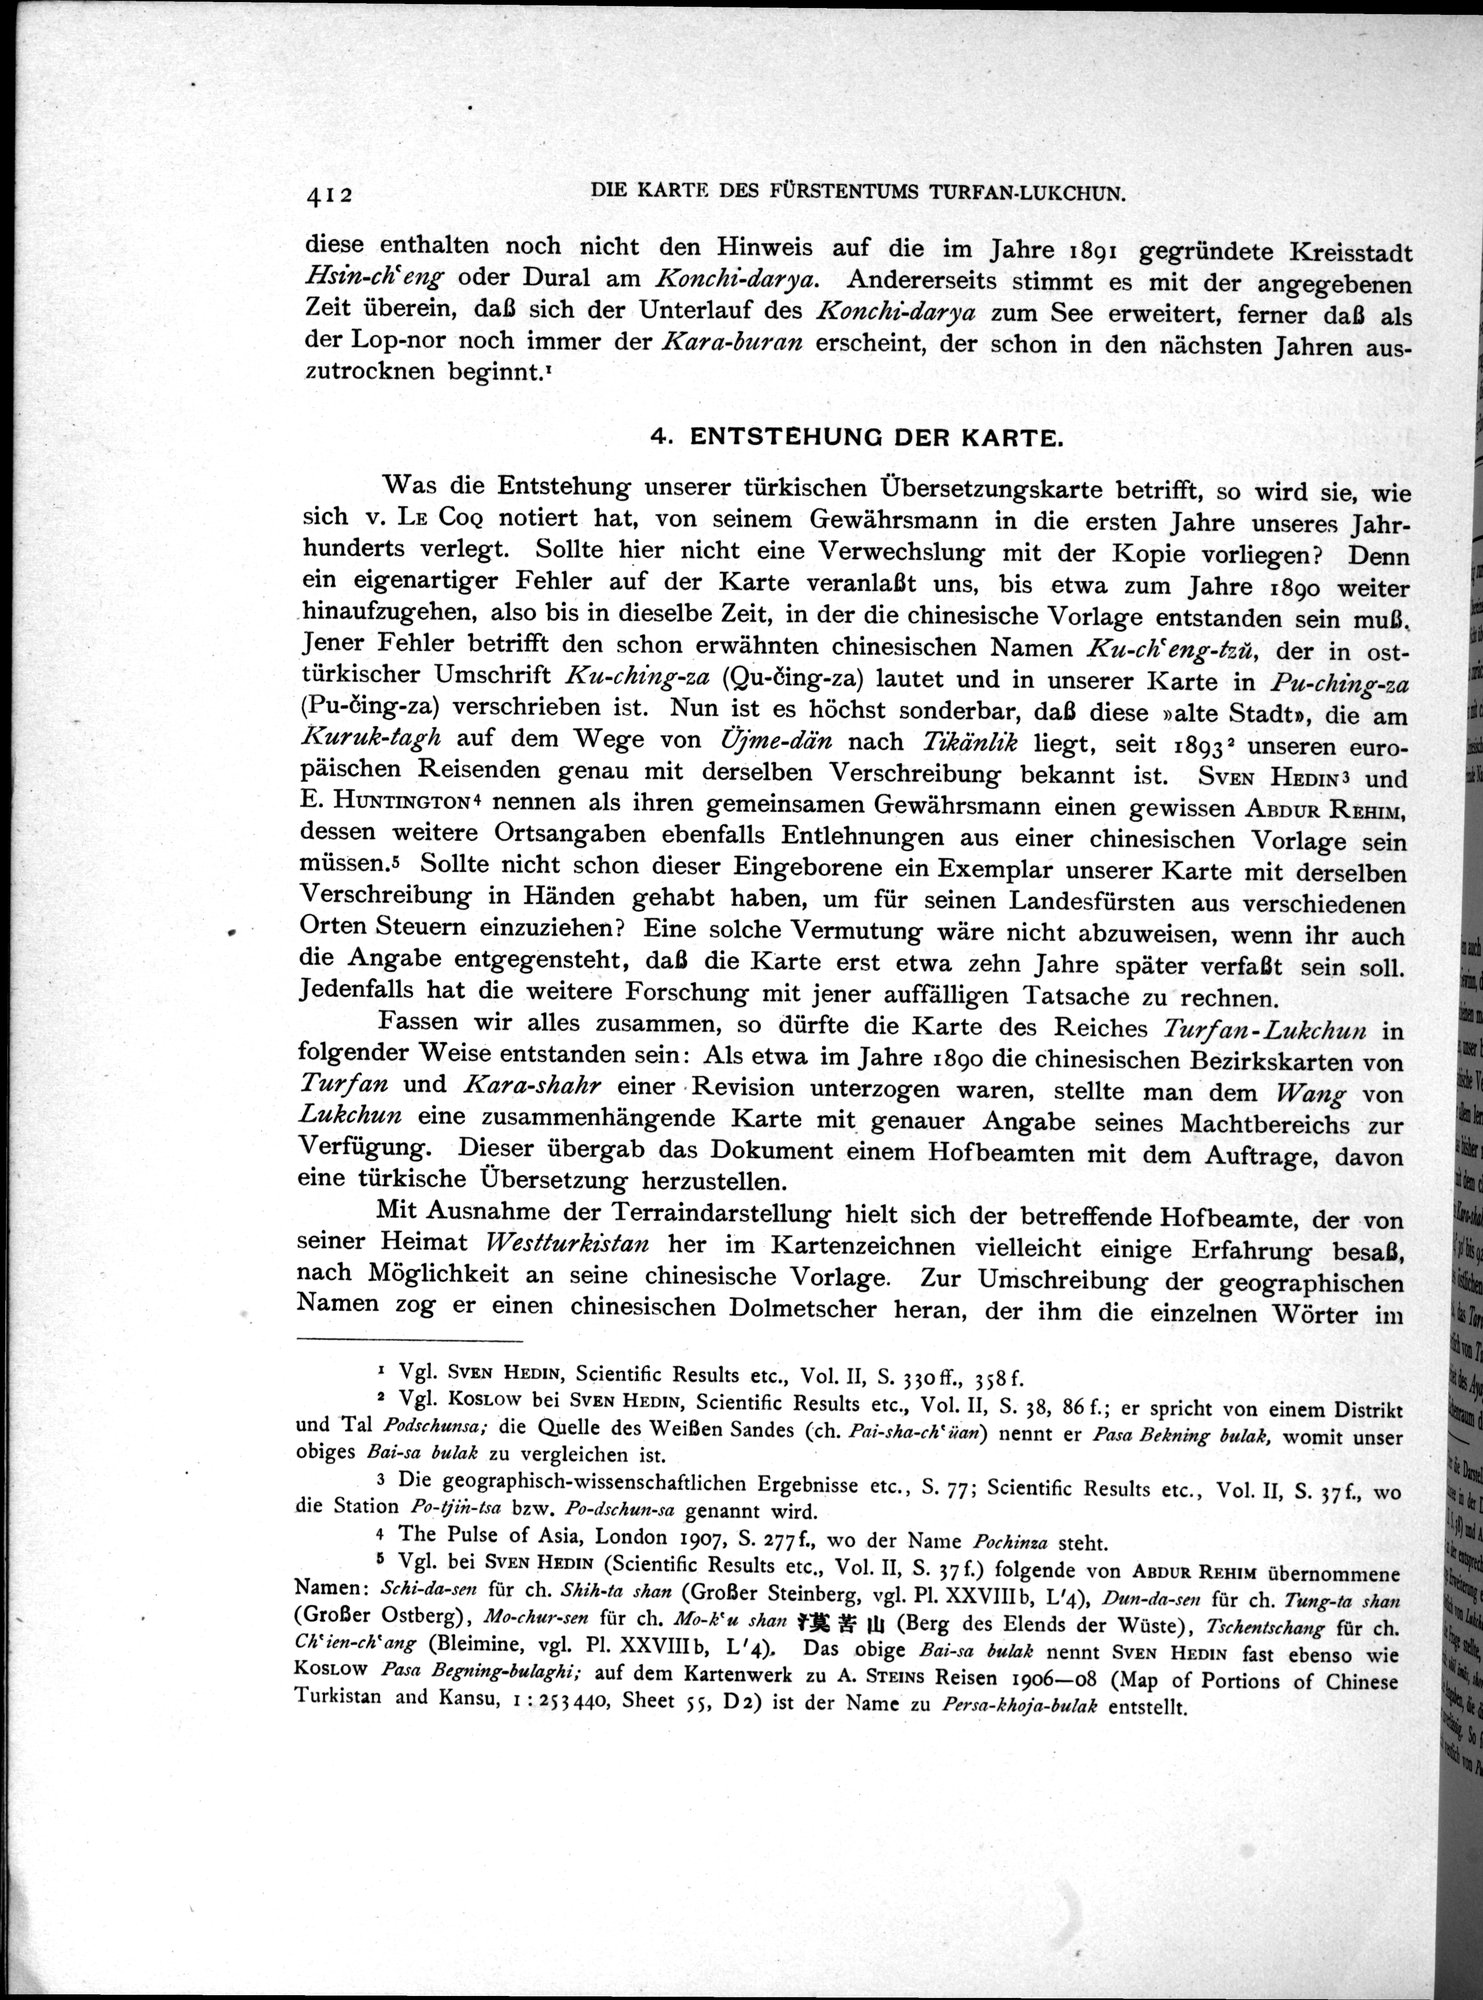 412 DIE KARTE DES FÜRSTENTUMS TURFAN-LUKCHUN.
diese enthalten noch nicht den Hinweis auf die im Jahre 1891 gegründete Kreisstadt
Hsin-chʿeng oder Dural am Konchi-darya. Andererseits stimmt es mit der angegebenen
Zeit überein, daß sich der Unterlauf des Konchi-darya zum See erweitert, ferner daß als
der Lop-nor noch immer der Kara-buran erscheint, der schon in den nächsten Jahren aus-
zutrocknen beginnt.¹
4. ENTSTEHUNG DER KARTE.
Was die Entstehung unserer türkischen Übersetzungskarte betrifft, so wird sie, wie
sich v. LE COQ notiert hat, von seinem Gewährsmann in die ersten Jahre unseres Jahr-
hunderts verlegt. Sollte hier nicht eine Verwechslung mit der Kopie vorliegen? Denn
ein eigenartiger Fehler auf der Karte veranlaßt uns, bis etwa zum Jahre 1890 weiter
hinaufzugehen, also bis in dieselbe Zeit, in der die chinesische Vorlage entstanden sein muß.
Jener Fehler betrifft den schon erwähnten chinesischen Namen Ku-chʿeng-tzŭ, der in ost-
türkischer Umschrift Ku-ching-za (Qu-čing-za) lautet und in unserer Karte in Pu-ching-za
(Pu-čing-za) verschrieben ist. Nun ist es höchst sonderbar, daß diese »alte Stadt», die am
Kuruk-tagh auf dem Wege von Üjme-dän nach Tikänlik liegt, seit 1893² unseren euro-
päischen Reisenden genau mit derselben Verschreibung bekannt ist. SVEN HEDIN³ und
E. HUNTINGTON⁴ nennen als ihren gemeinsamen Gewährsmann einen gewissen ABDUR REHIM,
dessen weitere Ortsangaben ebenfalls Entlehnungen aus einer chinesischen Vorlage sein
müssen.⁵ Sollte nicht schon dieser Eingeborene ein Exemplar unserer Karte mit derselben
Verschreibung in Händen gehabt haben, um für seinen Landesfürsten aus verschiedenen
Orten Steuern einzuziehen? Eine solche Vermutung wäre nicht abzuweisen, wenn ihr auch
die Angabe entgegensteht, daß die Karte erst etwa zehn Jahre später verfaßt sein soll.
Jedenfalls hat die weitere Forschung mit jener auffälligen Tatsache zu rechnen.
Fassen wir alles zusammen, so dürfte die Karte des Reiches Turfan-Lukchun in
folgender Weise entstanden sein: Als etwa im Jahre 1890 die chinesischen Bezirkskarten von
Turfan und Kara-shahr einer Revision unterzogen waren, stellte man dem Wang von
Lukchun eine zusammenhängende Karte mit genauer Angabe seines Machtbereichs zur
Verfügung. Dieser übergab das Dokument einem Hofbeamten mit dem Auftrage, davon
eine türkische Übersetzung herzustellen.
Mit Ausnahme der Terraindarstellung hielt sich der betreffende Hofbeamte, der von
seiner Heimat Westturkistan her im Kartenzeichnen vielleicht einige Erfahrung besaß,
nach Möglichkeit an seine chinesische Vorlage. Zur Umschreibung der geographischen
Namen zog er einen chinesischen Dolmetscher heran, der ihm die einzelnen Wörter im
¹ Vgl. SVEN HEDIN, Scientific Results etc., Vol. II, S. 330 ff., 358 f.
² Vgl. KOSLOW bei SVEN HEDIN, Scientific Results etc., Vol. II, S. 38, 86 f.; er spricht von einem Distrikt
und Tal Podschunsa; die Quelle des Weißen Sandes (ch. Pai-sha-chʿüan) nennt er Pasa Bekning bulak, womit unser
obiges Bai-sa bulak zu vergleichen ist.
³ Die geographisch-wissenschaftlichen Ergebnisse etc., S. 77; Scientific Results etc., Vol. II, S. 37 f., wo
die Station Po-tjiṅ-tsa bzw. Po-dschun-sa genannt wird.
⁴ The Pulse of Asia, London 1907, S. 277 f., wo der Name Pochinza steht.
⁵ Vgl. bei SVEN HEDIN (Scientific Results etc., Vol. II, S. 37 f.) folgende von ABDUR REHIM übernommene
Namen: Schi-da-sen für ch. Shih-ta shan (Großer Steinberg, vgl. Pl. XXVIII b, L′4), Dun-da-sen für ch. Tung-ta shan
(Großer Ostberg), Mo-chur-sen für ch. Mo-kʿu shan 漠苦山 (Berg des Elends der Wüste), Tschentschang für ch.
Chʿien-chʿang (Bleimine, vgl. Pl. XXVIII b, L′4). Das obige Bai-sa bulak nennt SVEN HEDIN fast ebenso wie
KOSLOW Pasa Begning-bulaghi; auf dem Kartenwerk zu A. STEINS Reisen 1906—08 (Map of Portions of Chinese
Turkistan and Kansu, 1 : 253 440, Sheet 55, D2) ist der Name zu Persa-khoja-bulak entstellt.